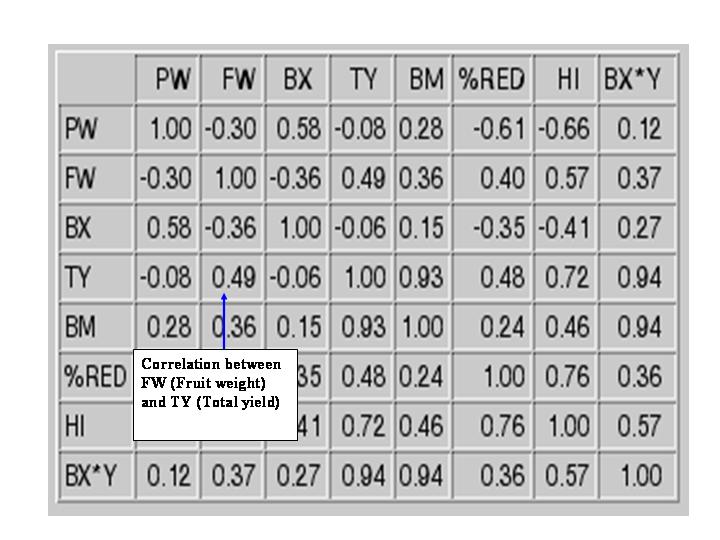 PW FW BX TY BM %RED HI BX*Y
PW 1.00 -0.30 0.58 -0.08 0.28 -0.61 -0.66 0.12
FW -0.30 1.00 -0.36 0.49 0.36 0.40 0.57 0.37
BX 0.58 -0.36 1.00 -0.06 0.15 -0.35 -0.41 0.27
TY -0.08 0.49 -0.06 1.00 0.93 0.48 0.72 0.94
BM 0.28 0.36 0.15 0.93 1.00 0.24 0.46 0.94
Correlation between
FW (Fruit weight)
and TY (Total yield)
%RED 35 0.48 0.24 1.00 0.76 0.36
HI 41 0.72 0.46 0.76 1.00 0.57
BX*Y 0.12 0.37 0.27 0.94 0.94 0.36 0.57 1.00